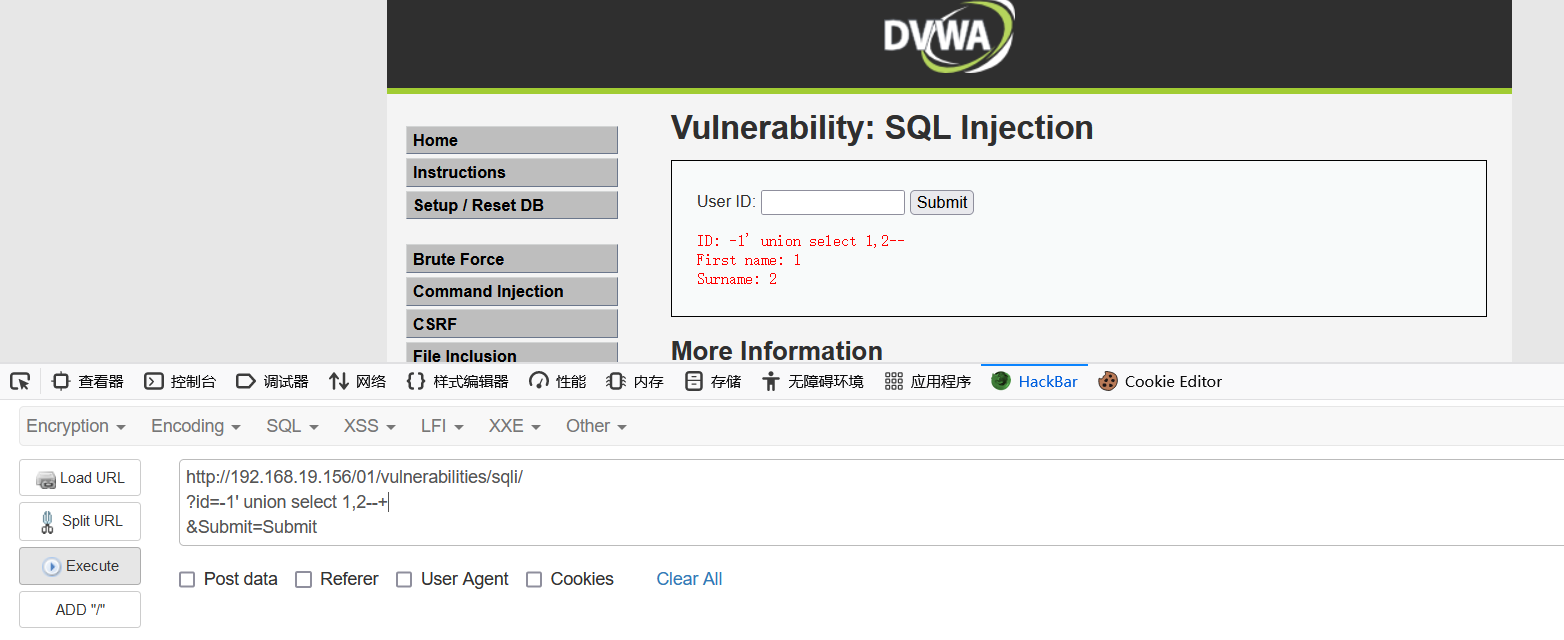 DVWA
Vulnerability: SQL Injection
Home
Instructions
Setup / Reset DB
Brute Force
Command Injection
CSRF
File Inclusion
User ID:
Submit
ID: -1' union select 1,2--
First name: 1
Surname: 2
More Information
查看器 控制台 调试器 网络 样式编辑器 性能 内存 存储 无障碍环境 应用程序 HackBar Cookie Editor
Encryption Encoding SQL XSS LFI XXE Other
Load URL
Split URL
Execute
ADD "/"
http://192.168.19.156/01/vulnerabilities/sqli/
?id=-1' union select 1,2--+
&Submit=Submit
Post data Referer User Agent Cookies Clear All